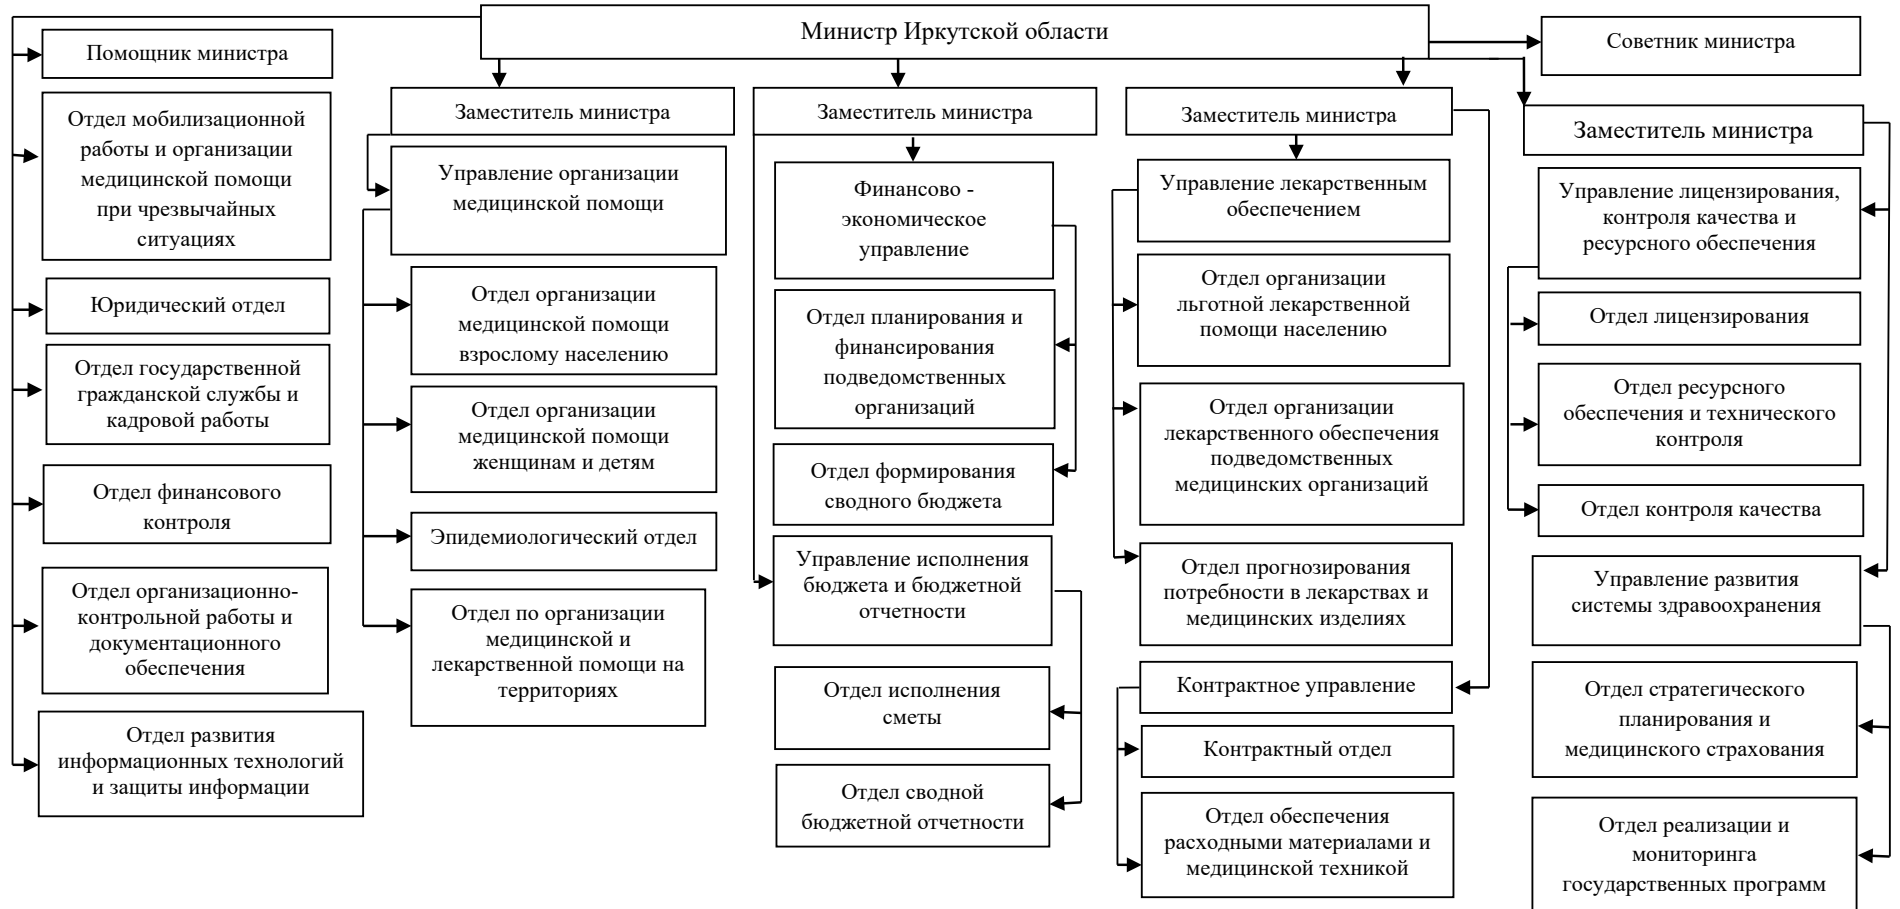 Министр Иркутской области
Помощник министра
Отдел мобилизационной
работы и организации
медицинской помощи
при чрезвычайных
ситуациях
Юридический отдел
Отдел государственной
гражданской службы и
кадровой работы
Отдел финансового
контроля
Отдел организационно-
контрольной работы и
документационного
обеспечения
Отдел развития
информационных технологий
и защиты информации
Заместитель министра
Управление организации
медицинской помощи
Отдел организации
медицинской помощи
взрослому населению
Отдел организации
медицинской помощи
женщинам и детям
Эпидемиологический отдел
Отдел по организации
медицинской и
лекарственной помощи на
территориях
Заместитель министра
Финансово -
экономическое
управление
Отдел планирования и
финансирования
подведомственных
организаций
Отдел формирования
сводного бюджета
Управление исполнения
бюджета и бюджетной
отчетности
Отдел исполнения
сметы
Отдел сводной
бюджетной отчетности
Заместитель министра
Управление лекарственным
обеспечением
Отдел организации
льготной лекарственной
помощи населению
Отдел организации
лекарственного обеспечения
подведомственных
медицинских организаций
Отдел прогнозирования
потребности в лекарствах и
медицинских изделиях
Контрактное управление
Контрактный отдел
Отдел обеспечения
расходными материалами и
медицинской техникой
Советник министра
Заместитель министра
Управление лицензирования,
контроля качества и
ресурсного обеспечения
Отдел лицензирования
Отдел ресурсного
обеспечения и технического
контроля
Отдел контроля качества
Управление развития
системы здравоохранения
Отдел стратегического
планирования и
медицинского страхования
Отдел реализации и
мониторинга
государственных программ